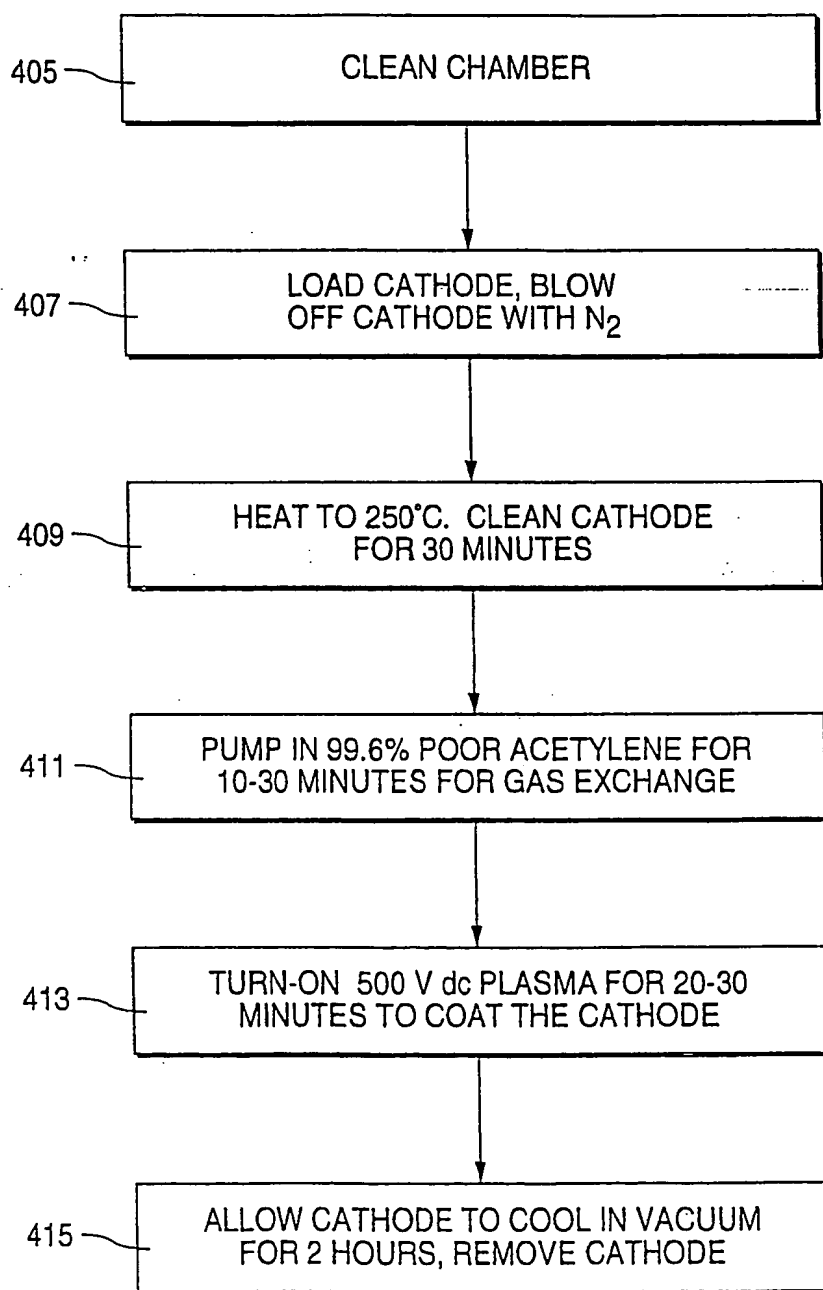 405
CLEAN CHAMBER
407
LOAD CATHODE, BLOW
OFF CATHODE WITH N2
409
HEAT TO 250°C. CLEAN CATHODE
FOR 30 MINUTES
411
PUMP IN 99.6% POOR ACETYLENE FOR
10-30 MINUTES FOR GAS EXCHANGE
413
TURN-ON 500 V dc PLASMA FOR 20-30
MINUTES TO COAT THE CATHODE
415
ALLOW CATHODE TO COOL IN VACUUM
FOR 2 HOURS, REMOVE CATHODE